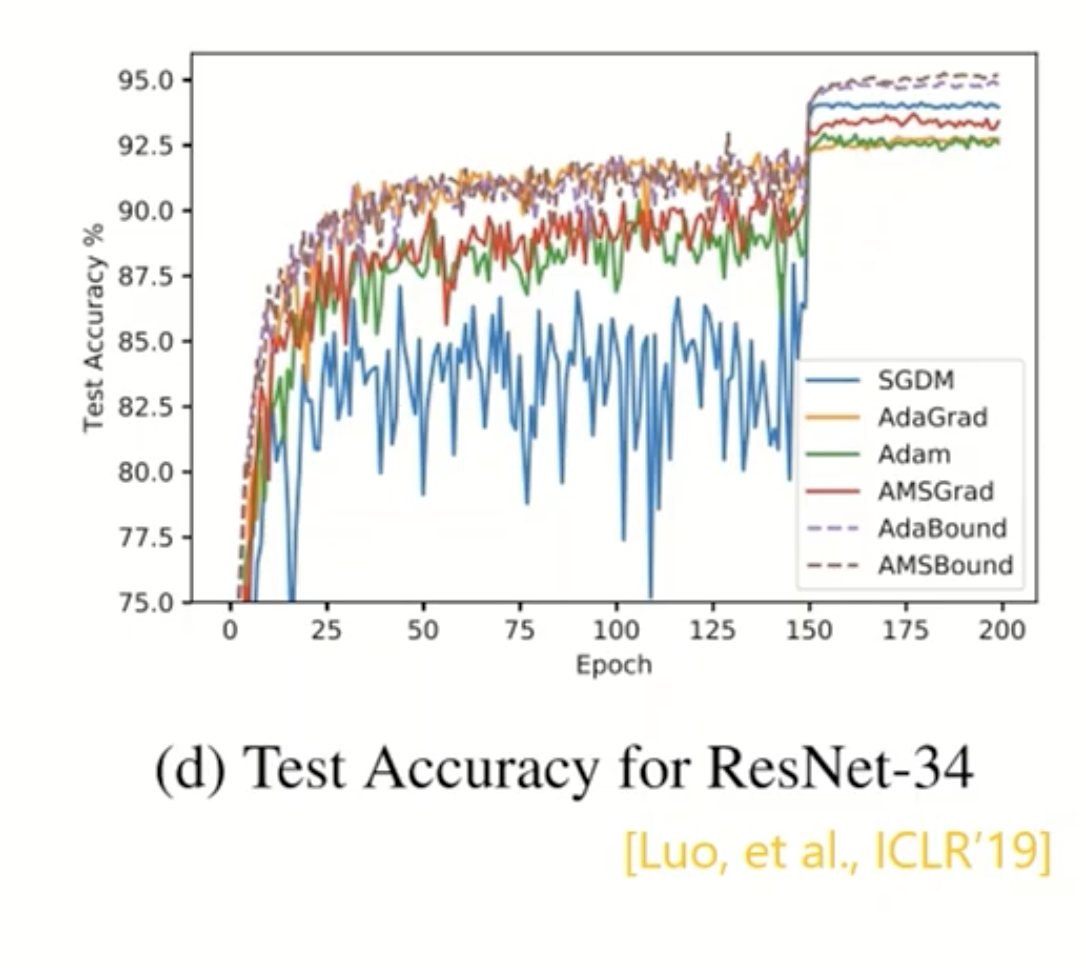 95.0
92.5
90.0
87.5
85.0
82.5
80.0
77.5
75.0
Test Accuracy %
0 25 50 75 100 125 150 175 200
Epoch
SGDM
AdaGrad
Adam
AMSGrad
AdaBound
AMSBound
(d) Test Accuracy for ResNet-34
[Luo, et al., ICLR'19]